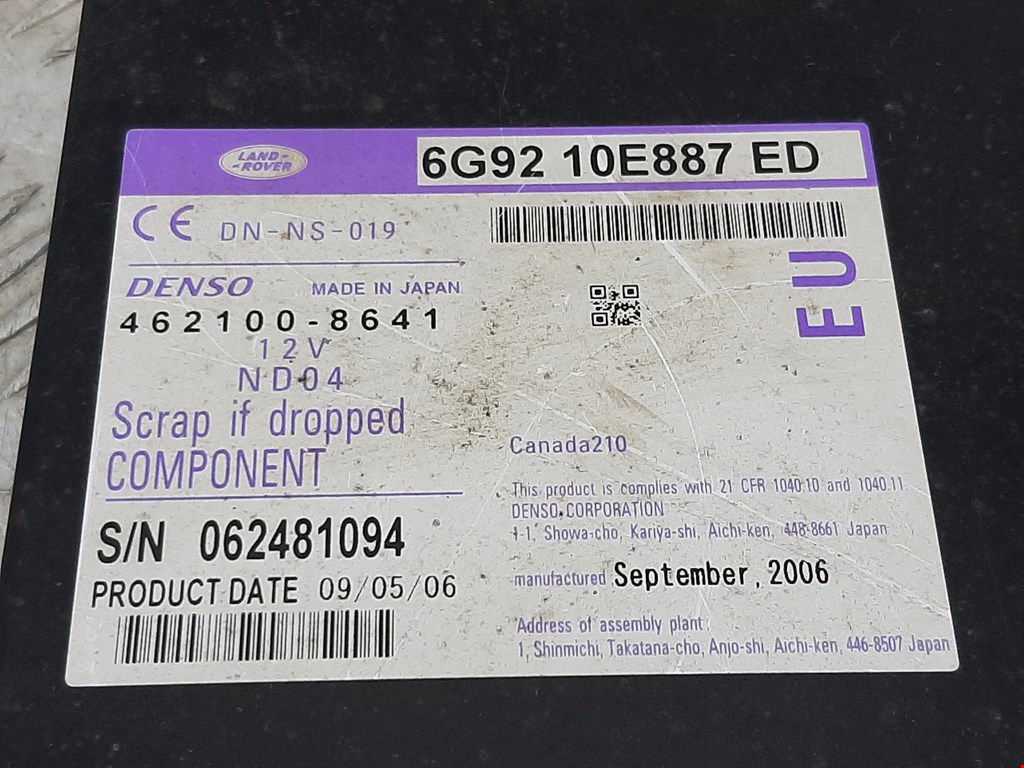 LAND-
-ROVER
6G92 10E887 ED
CE DN-NS-019
DENSO MADE IN JAPAN
462100-8641
12V
ND04
Scrap if dropped
COMPONENT
S/N 062481094
PRODUCT DATE 09/05/06
EU
Canada210
This product is complies with 21 CFR 1040.10 and 1040.11.
DENSO CORPORATION
1-1, Showa-cho, Kariya-shi, Aichi-ken, 448-8661 Japan
manufactured September, 2006
Address of assembly plant:
1, Shinmichi, Takatana-cho, Anjo-shi, Aichi-ken, 446-8507 Japan